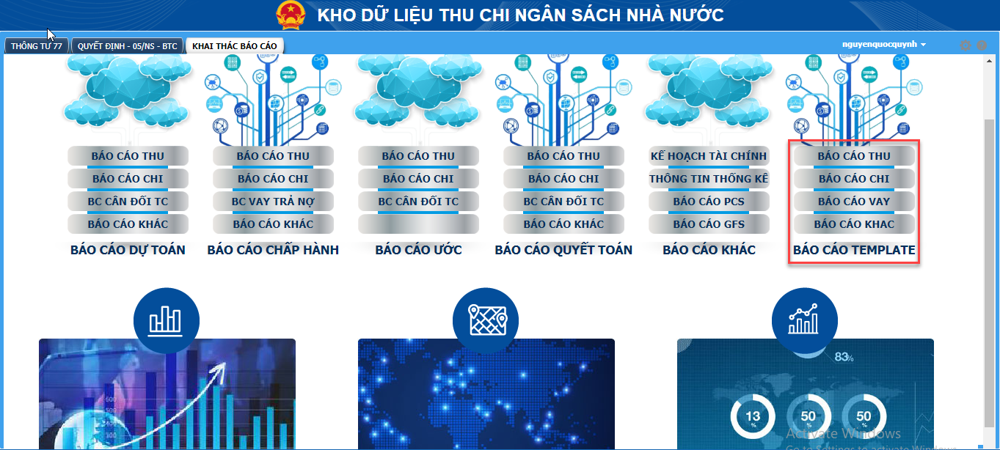 KHO DỮ LIỆU THU CHI NGÂN SÁCH NHÀ NƯỚC
THÔNG TƯ 77
QUYẾT ĐỊNH - 05/NS - BTC
KHAI THÁC BÁO CÁO
nguyenquocquynh
BÁO CÁO THU
BÁO CÁO CHI
BC CÂN ĐỐI TC
BÁO CÁO KHÁC
BÁO CÁO DỰ TOÁN
BÁO CÁO THU
BÁO CÁO CHI
BC VAY TRẢ NỢ
BÁO CÁO KHÁC
BÁO CÁO CHẤP HÀNH
BÁO CÁO THU
BÁO CÁO CHI
BC CÂN ĐỐI TC
BÁO CÁO ƯỚC
BÁO CÁO THU
BÁO CÁO CHI
BC CÂN ĐỐI TC
BÁO CÁO KHÁC
BÁO CÁO QUYẾT TOÁN
KẾ HOẠCH TÀI CHÍNH
THÔNG TIN THỐNG KÊ
BÁO CÁO PCS
BÁO CÁO GFS
BÁO CÁO KHÁC
BÁO CÁO THU
BÁO CÁO CHI
BÁO CÁO VAY
BÁO CÁO KHAC
BÁO CÁO TEMPLATE
600
500
400
300
83%
13
%
50
%
50
%
Activate Windows
Go to Settings to activate Windows